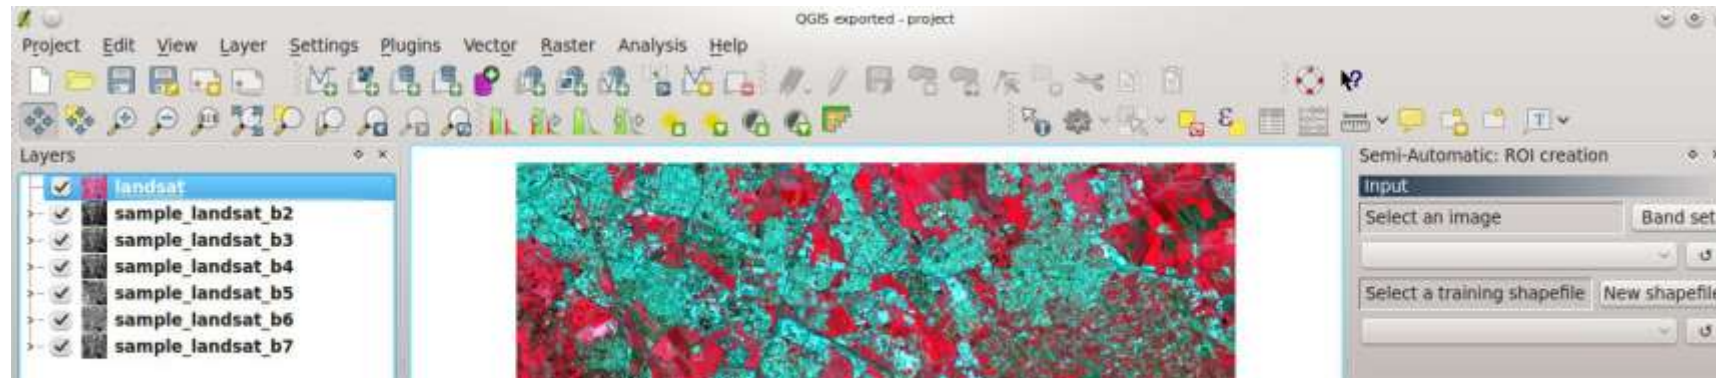 QGIS exported - project
Project Edit View Layer Settings Plugins Vector Raster Analysis Help
Layers
landsat
sample_landsat_b2
sample_landsat_b3
sample_landsat_b4
sample_landsat_b5
sample_landsat_b6
sample_landsat_b7
Semi-Automatic: ROI creation
Input
Select an image Band set
Select a training shapefile New shapefile